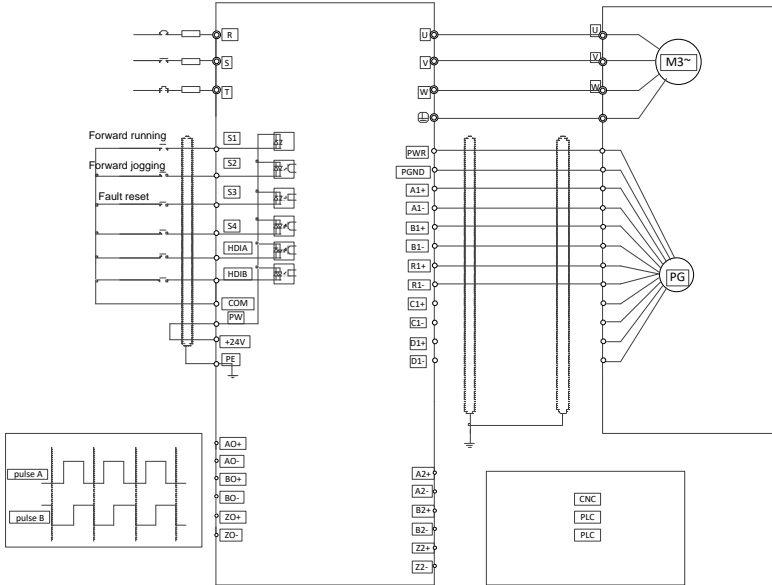 R
S
T
Forward running
S1
Forward jogging
S2
Fault reset
S3
S4
HDIA
HDIB
COM
PW
+24V
PE
U
V
W
U
V
W
M3~
PWR
PGND
A1+
A1-
B1+
B1-
R1+
R1-
C1+
C1-
D1+
D1-
PG
pulse A
pulse B
AO+
AO-
BO+
BO-
ZO+
ZO-
A2+
A2-
B2+
B2-
Z2+
Z2-
CNC
PLC
PLC